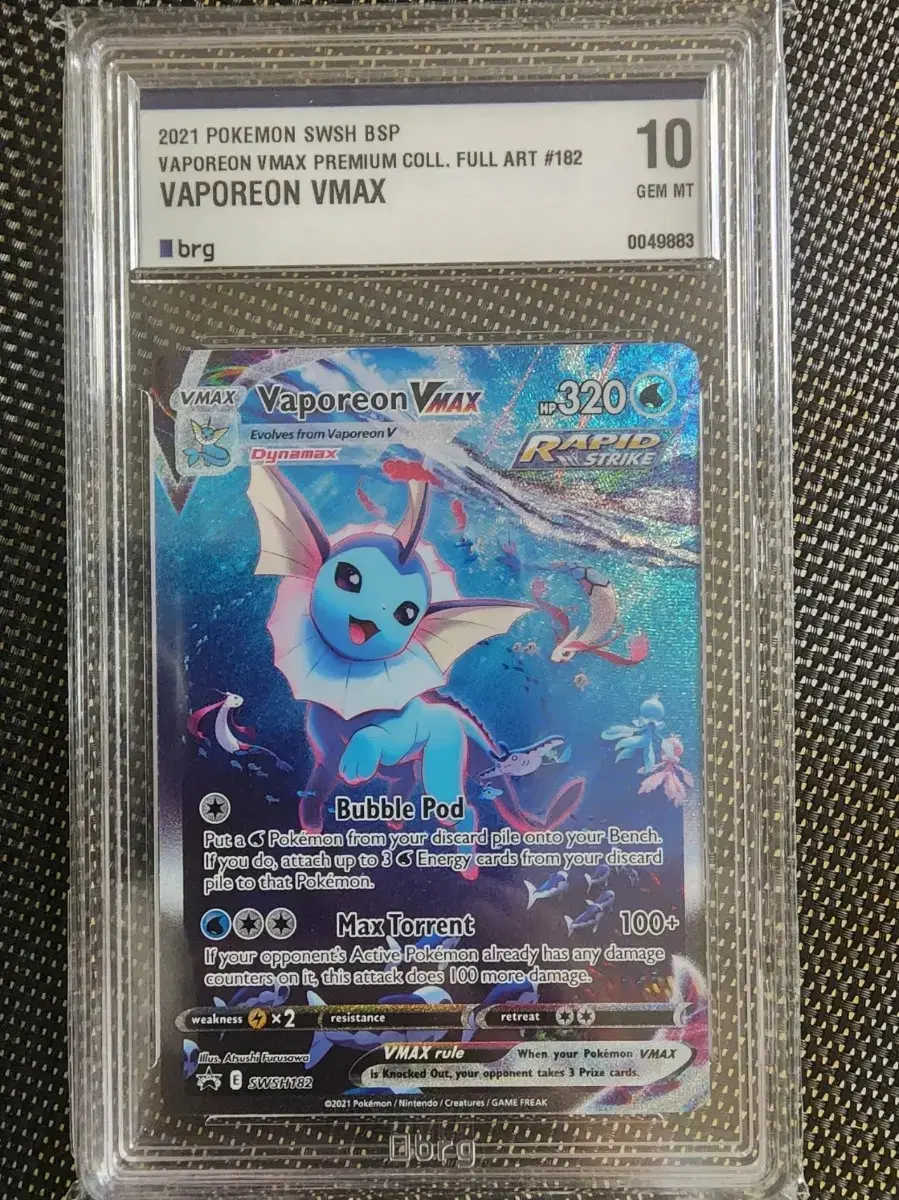 2021 POKEMON SWSH BSP
VAPOREON VMAX PREMIUM COLL. FULL ART #182
VAPOREON VMAX
10
GEM MT
brg
0049883
VMAX
Vaporeon VMAX
HP 320
Evolves from Vaporeon V
Dynamax
RAPID
STRIKE
Bubble Pod
Put a Pokémon from your discard pile onto your Bench.
If you do, attach up to 3 Energy cards from your discard
pile to that Pokémon.
Max Torrent 100+
If your opponent's Active Pokémon already has any damage
counters on it, this attack does 100 more damage.
weakness ×2 resistance retreat
Illus. Atsushi Furusawa
E SWSH182
VMAX rule When your Pokémon VMAX
is Knocked Out, your opponent takes 3 Prize cards.
©2021 Pokémon / Nintendo / Creatures / GAME FREAK
brg